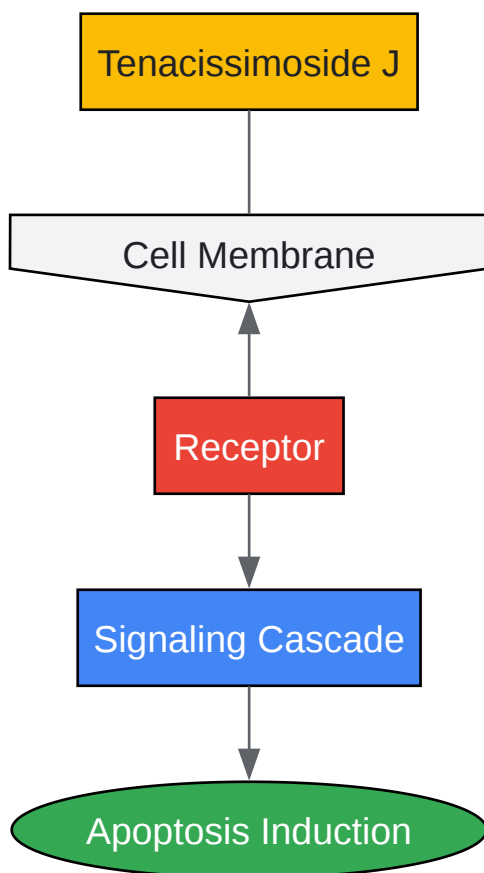 Tenacissimoside J
Cell Membrane
Receptor
Signaling Cascade
Apoptosis Induction